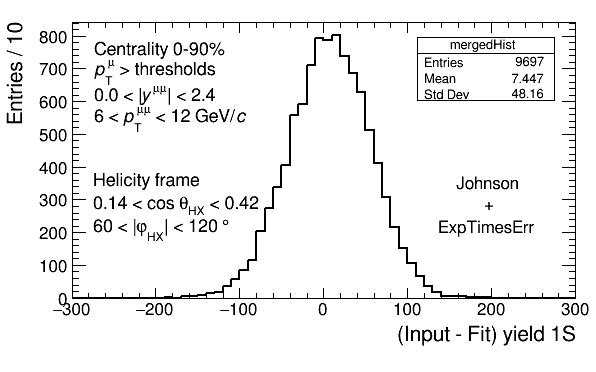 Entries / 10
800
700
600
500
400
300
200
100
0
Centrality 0-90%
p_T^μ > thresholds
0.0 < |y^μμ| < 2.4
6 < p_T^μμ < 12 GeV/c
Helicity frame
0.14 < cos θ_HX < 0.42
60 < |φ_HX| < 120 °
mergedHist
Entries 9697
Mean 7.447
Std Dev 48.16
Johnson
+
ExpTimesErr
−300 −200 −100 0 100 200 300
(Input - Fit) yield 1S